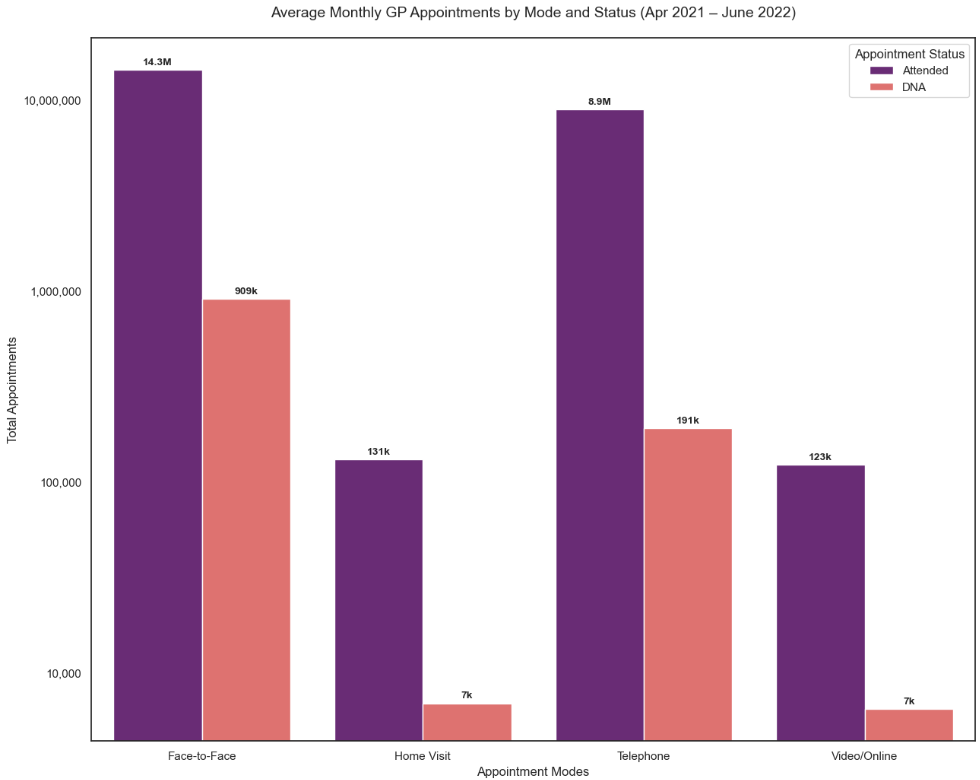 Average Monthly GP Appointments by Mode and Status (Apr 2021 – June 2022)
Appointment Status
Attended
DNA
Total Appointments
10,000,000
1,000,000
100,000
10,000
14.3M
909k
131k
7k
8.9M
191k
123k
7k
Face-to-Face
Home Visit
Telephone
Video/Online
Appointment Modes